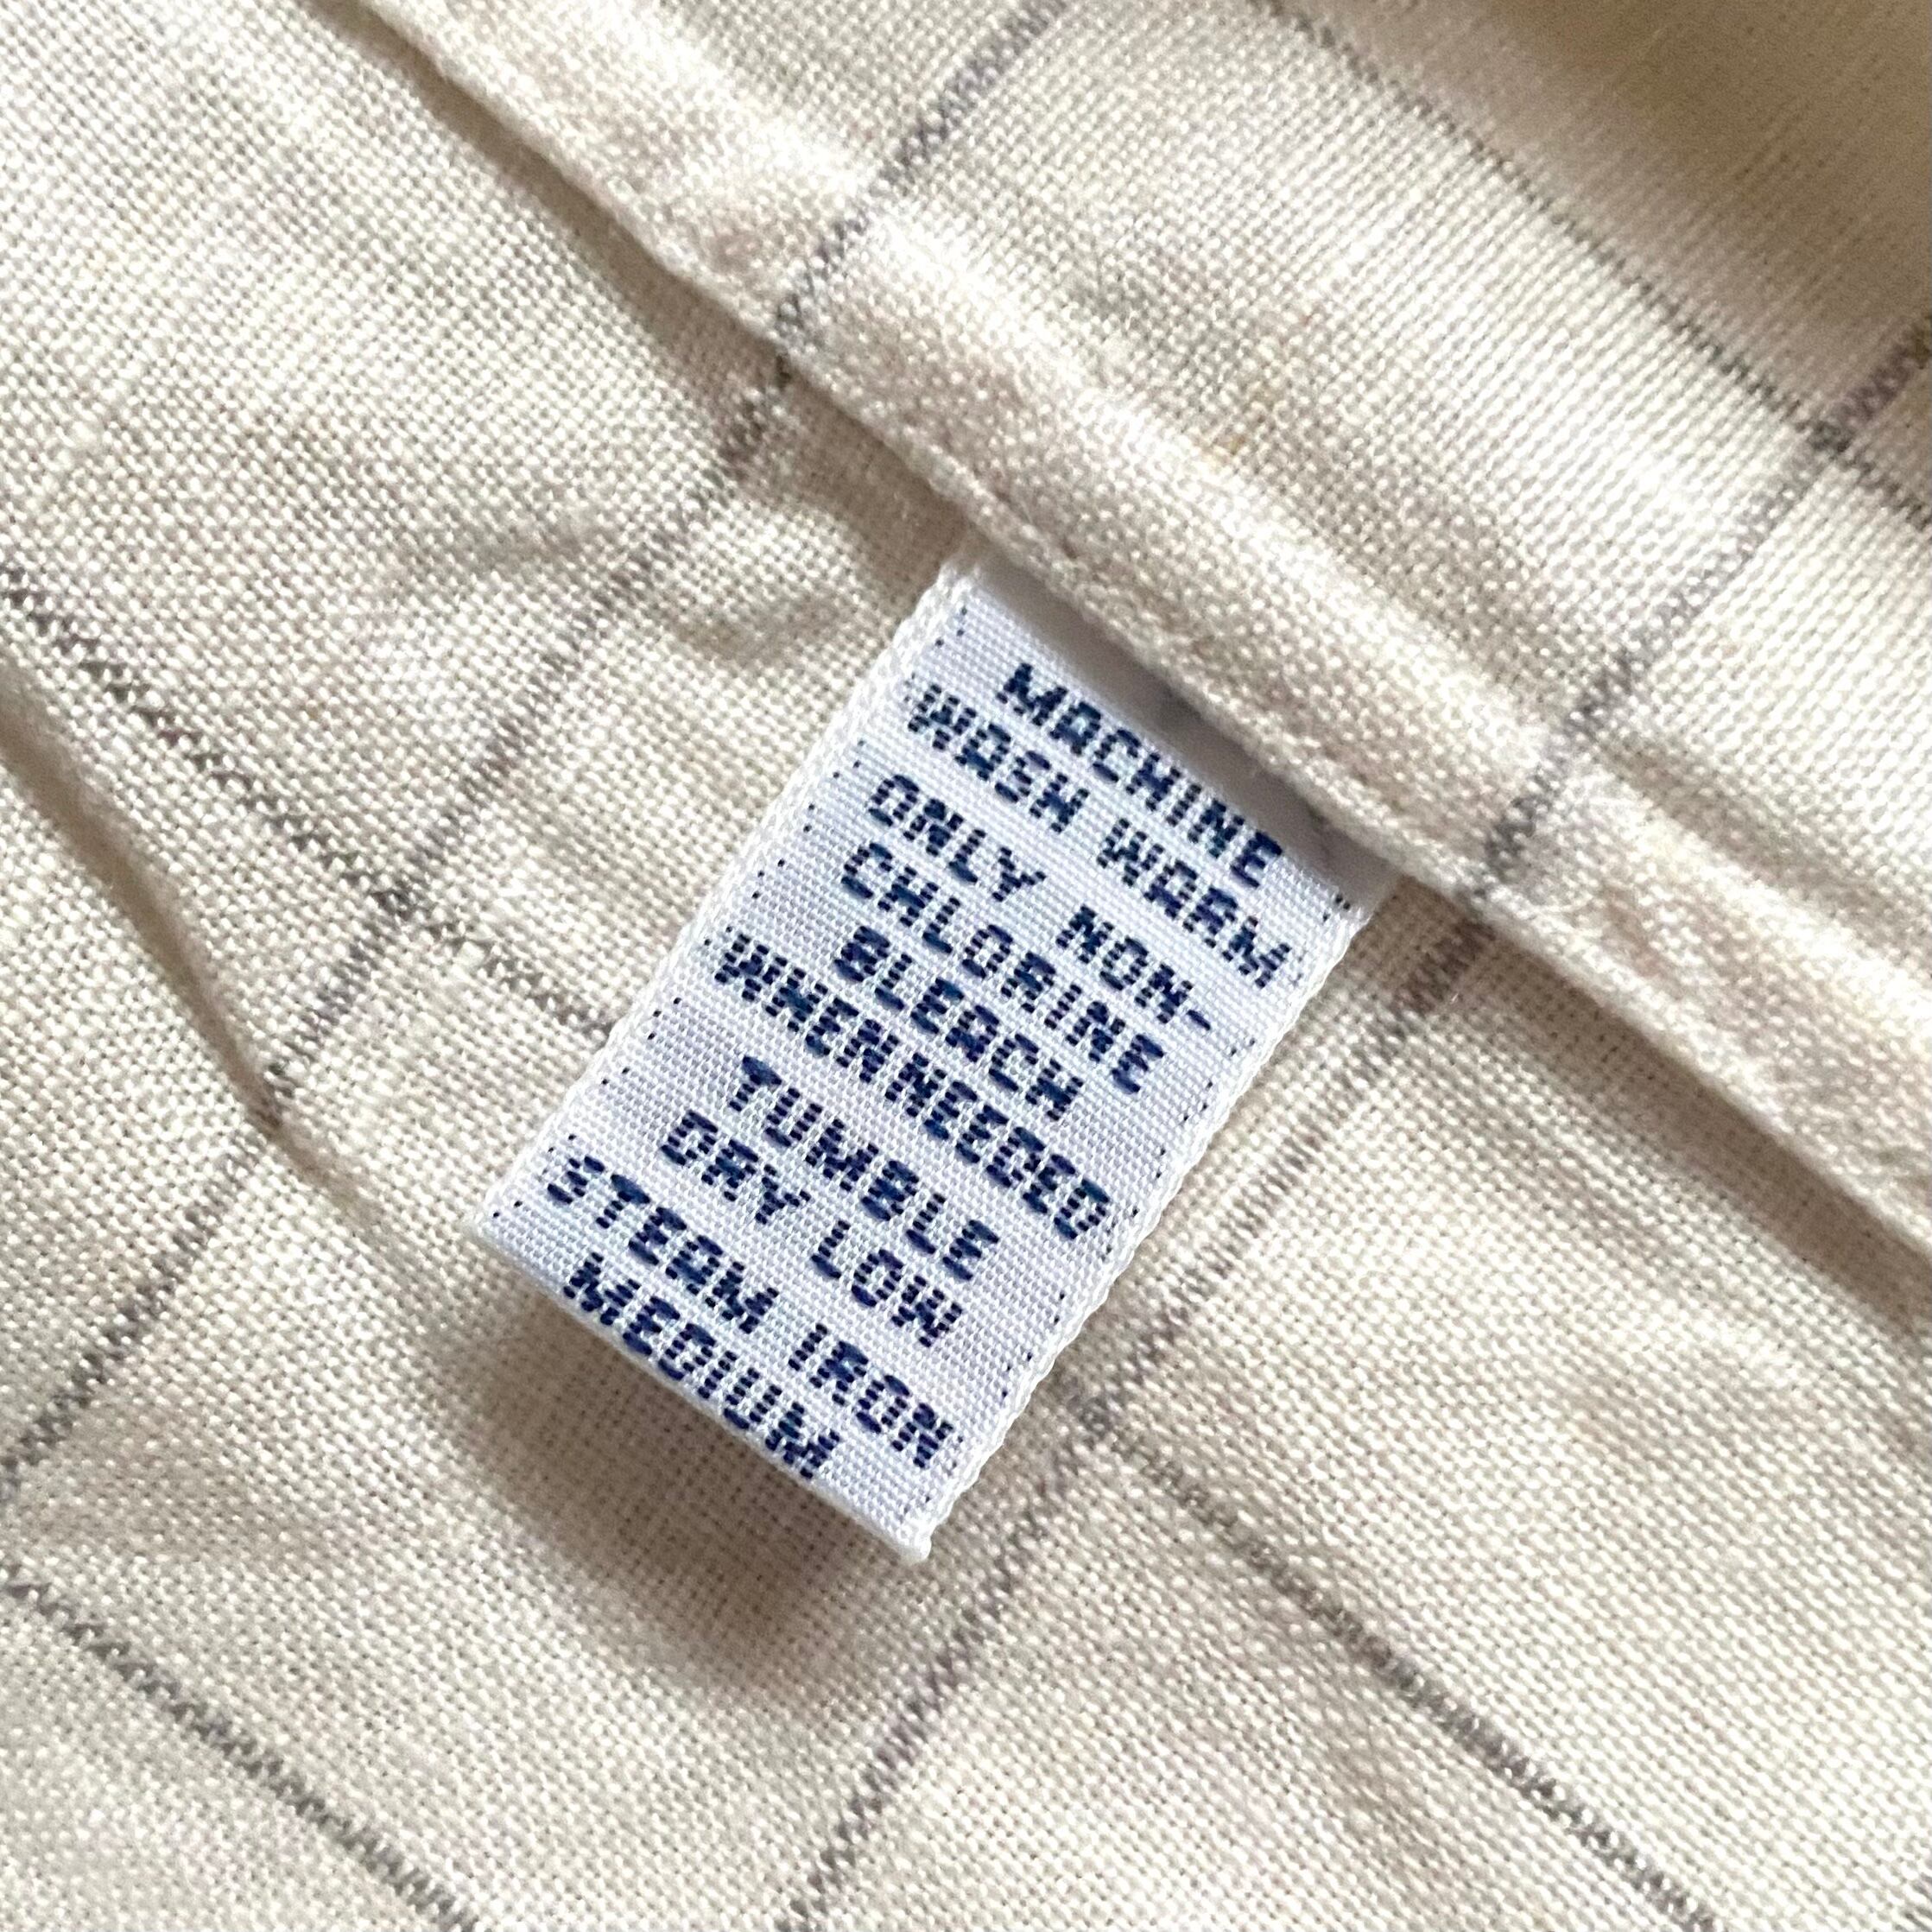 MACHINE
WASH WARM
ONLY NON-
CHLORINE
BLEACH
WHEN NEEDED
TUMBLE
DRY LOW
STEAM IRON
MEDIUM